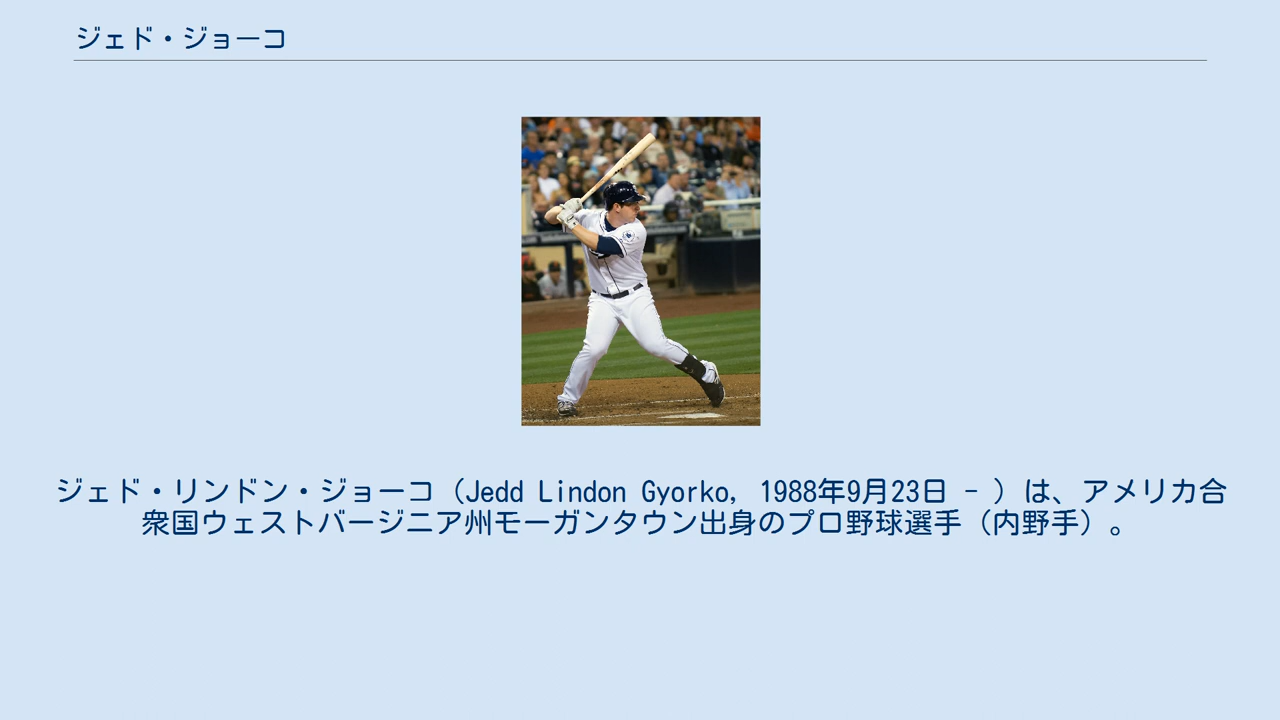 ジェド・ジョーコ
ジェド・リンドン・ジョーコ（Jedd Lindon Gyorko, 1988年9月23日 - ）は、アメリカ合
衆国ウェストバージニア州モーガンタウン出身のプロ野球選手（内野手）。